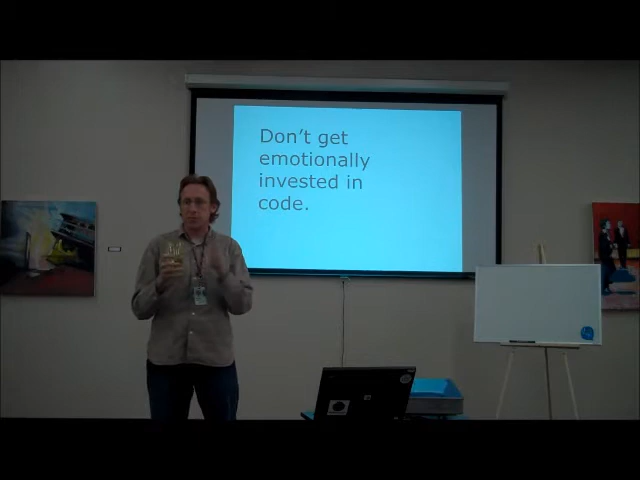 Don't get
emotionally
invested in
code.